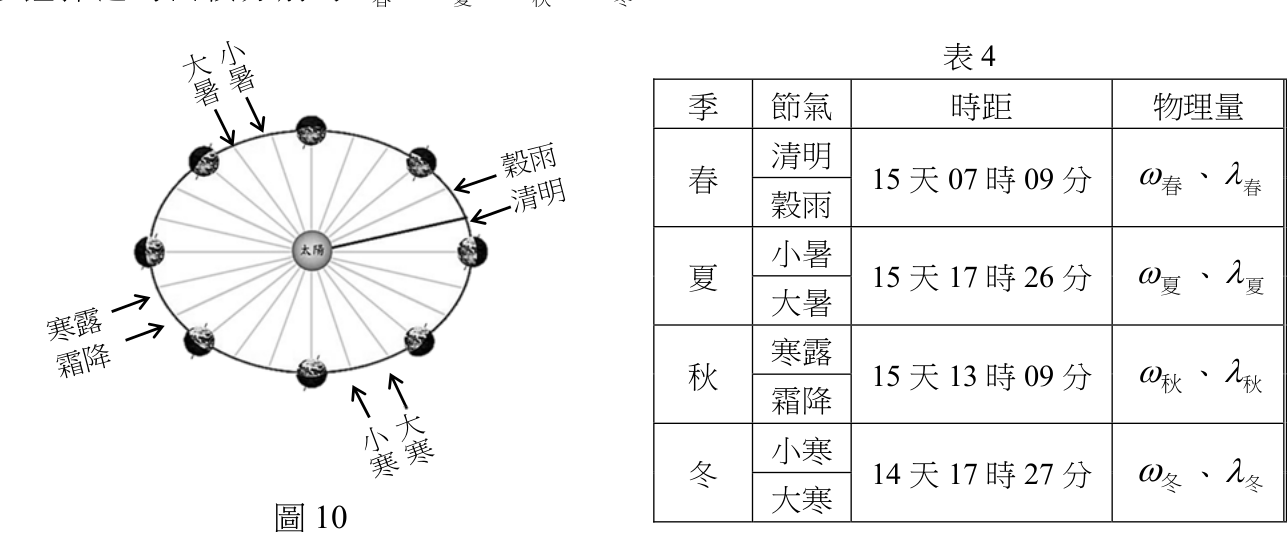 春 夏 秋 冬
小暑
大暑
穀雨
清明
太陽
寒露
霜降
小寒
大寒
圖 10
表 4
季 節氣 時距 物理量
春 清明 15 天 07 時 09 分 ω春 、λ春
穀雨
夏 小暑 15 天 17 時 26 分 ω夏 、λ夏
大暑
秋 寒露 15 天 13 時 09 分 ω秋 、λ秋
霜降
冬 小寒 14 天 17 時 27 分 ω冬 、λ冬
大寒